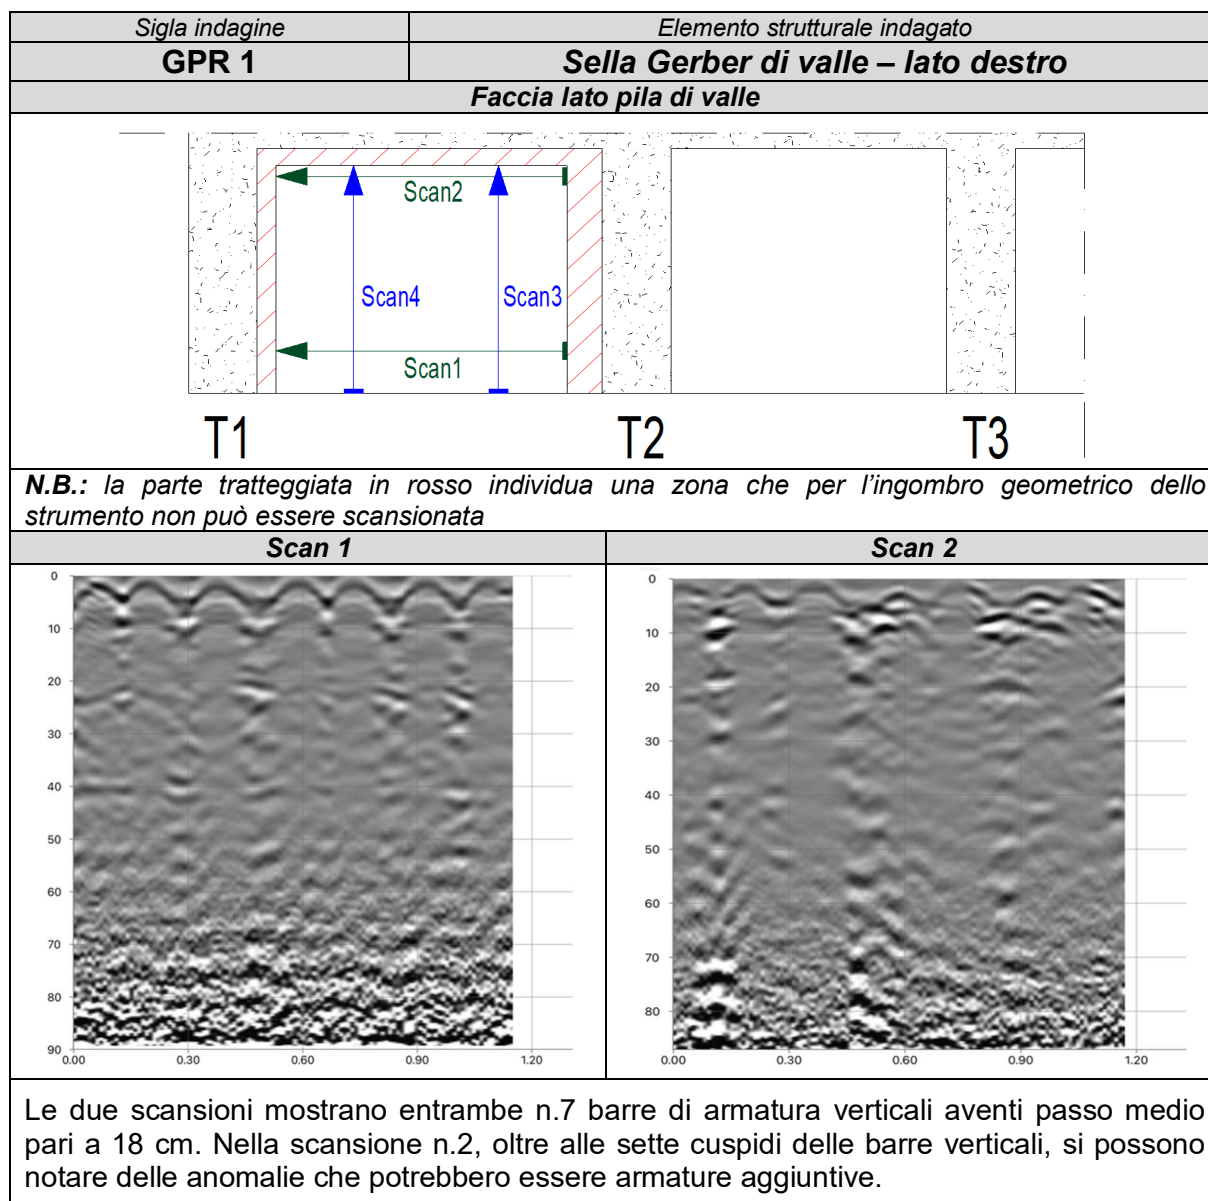 Sigla indagine
Elemento strutturale indagato
GPR 1
Sella Gerber di valle – lato destro
Faccia lato pila di valle
Scan2
Scan4
Scan3
Scan1
T1
T2
T3
N.B.: la parte tratteggiata in rosso individua una zona che per l'ingombro geometrico dello
strumento non può essere scansionata
Scan 1
Scan 2
0
10
20
30
40
50
60
70
80
90
0.00
0.30
0.60
0.90
1.20
0
10
20
30
40
50
60
70
80
0.00
0.30
0.60
0.90
1.20
Le due scansioni mostrano entrambe n.7 barre di armatura verticali aventi passo medio
pari a 18 cm. Nella scansione n.2, oltre alle sette cuspidi delle barre verticali, si possono
notare delle anomalie che potrebbero essere armature aggiuntive.